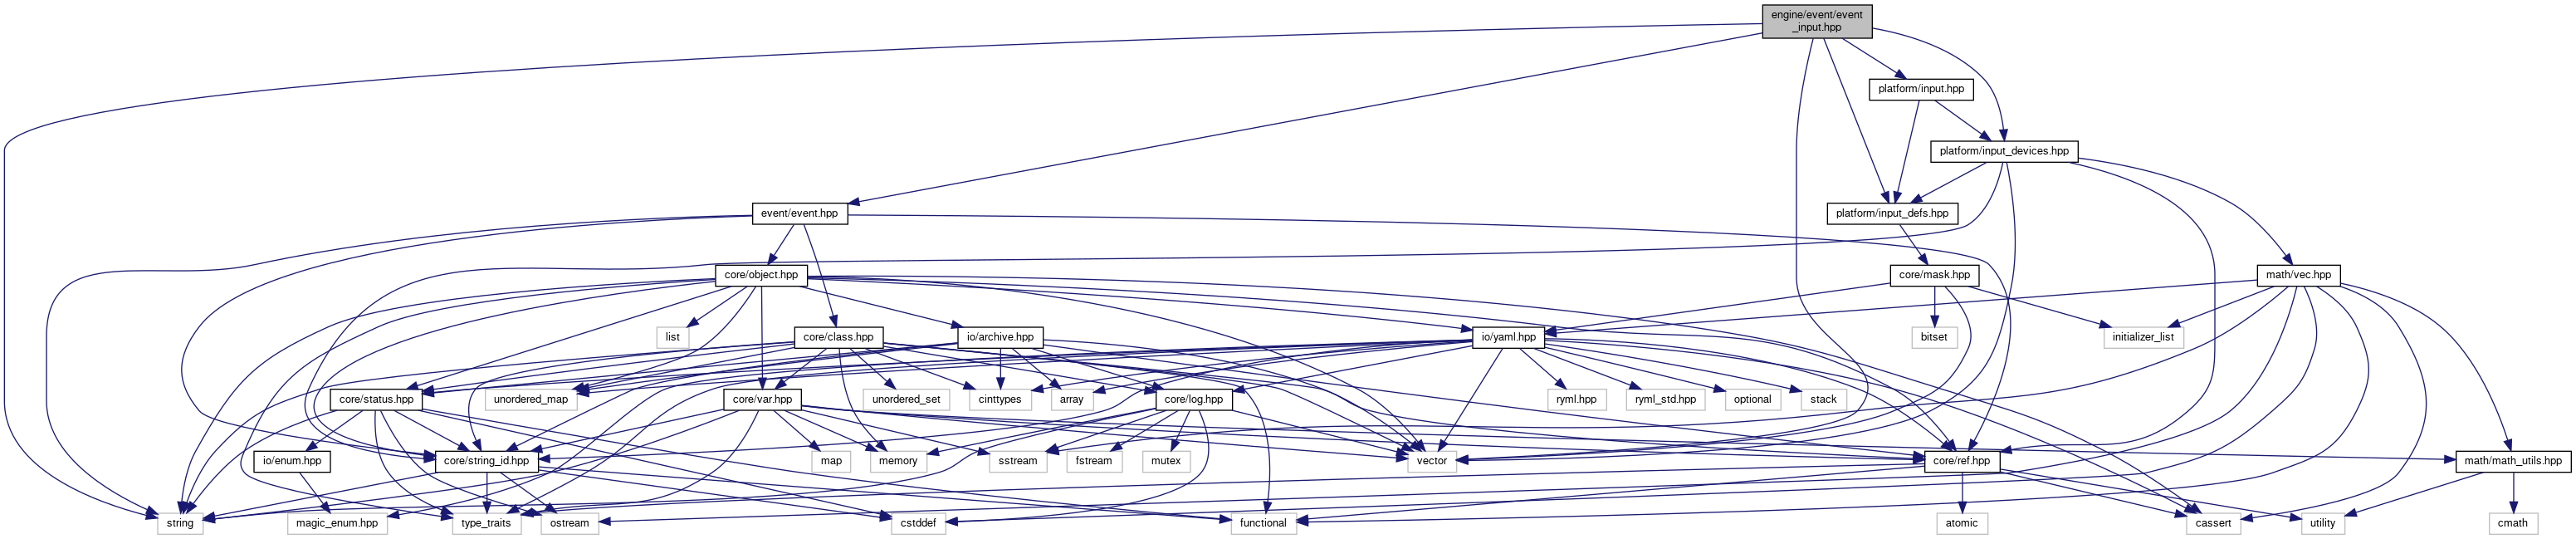 engine/event/event
_input.hpp
platform/input.hpp
platform/input_devices.hpp
event/event.hpp
platform/input_defs.hpp
core/object.hpp
core/mask.hpp
math/vec.hpp
list
core/class.hpp
io/archive.hpp
io/yaml.hpp
bitset
initializer_list
core/status.hpp
unordered_map
core/var.hpp
unordered_set
cinttypes
array
core/log.hpp
ryml.hpp
ryml_std.hpp
optional
stack
io/enum.hpp
core/string_id.hpp
map
memory
sstream
fstream
mutex
vector
core/ref.hpp
math/math_utils.hpp
string
magic_enum.hpp
type_traits
ostream
cstddef
functional
atomic
cassert
utility
cmath